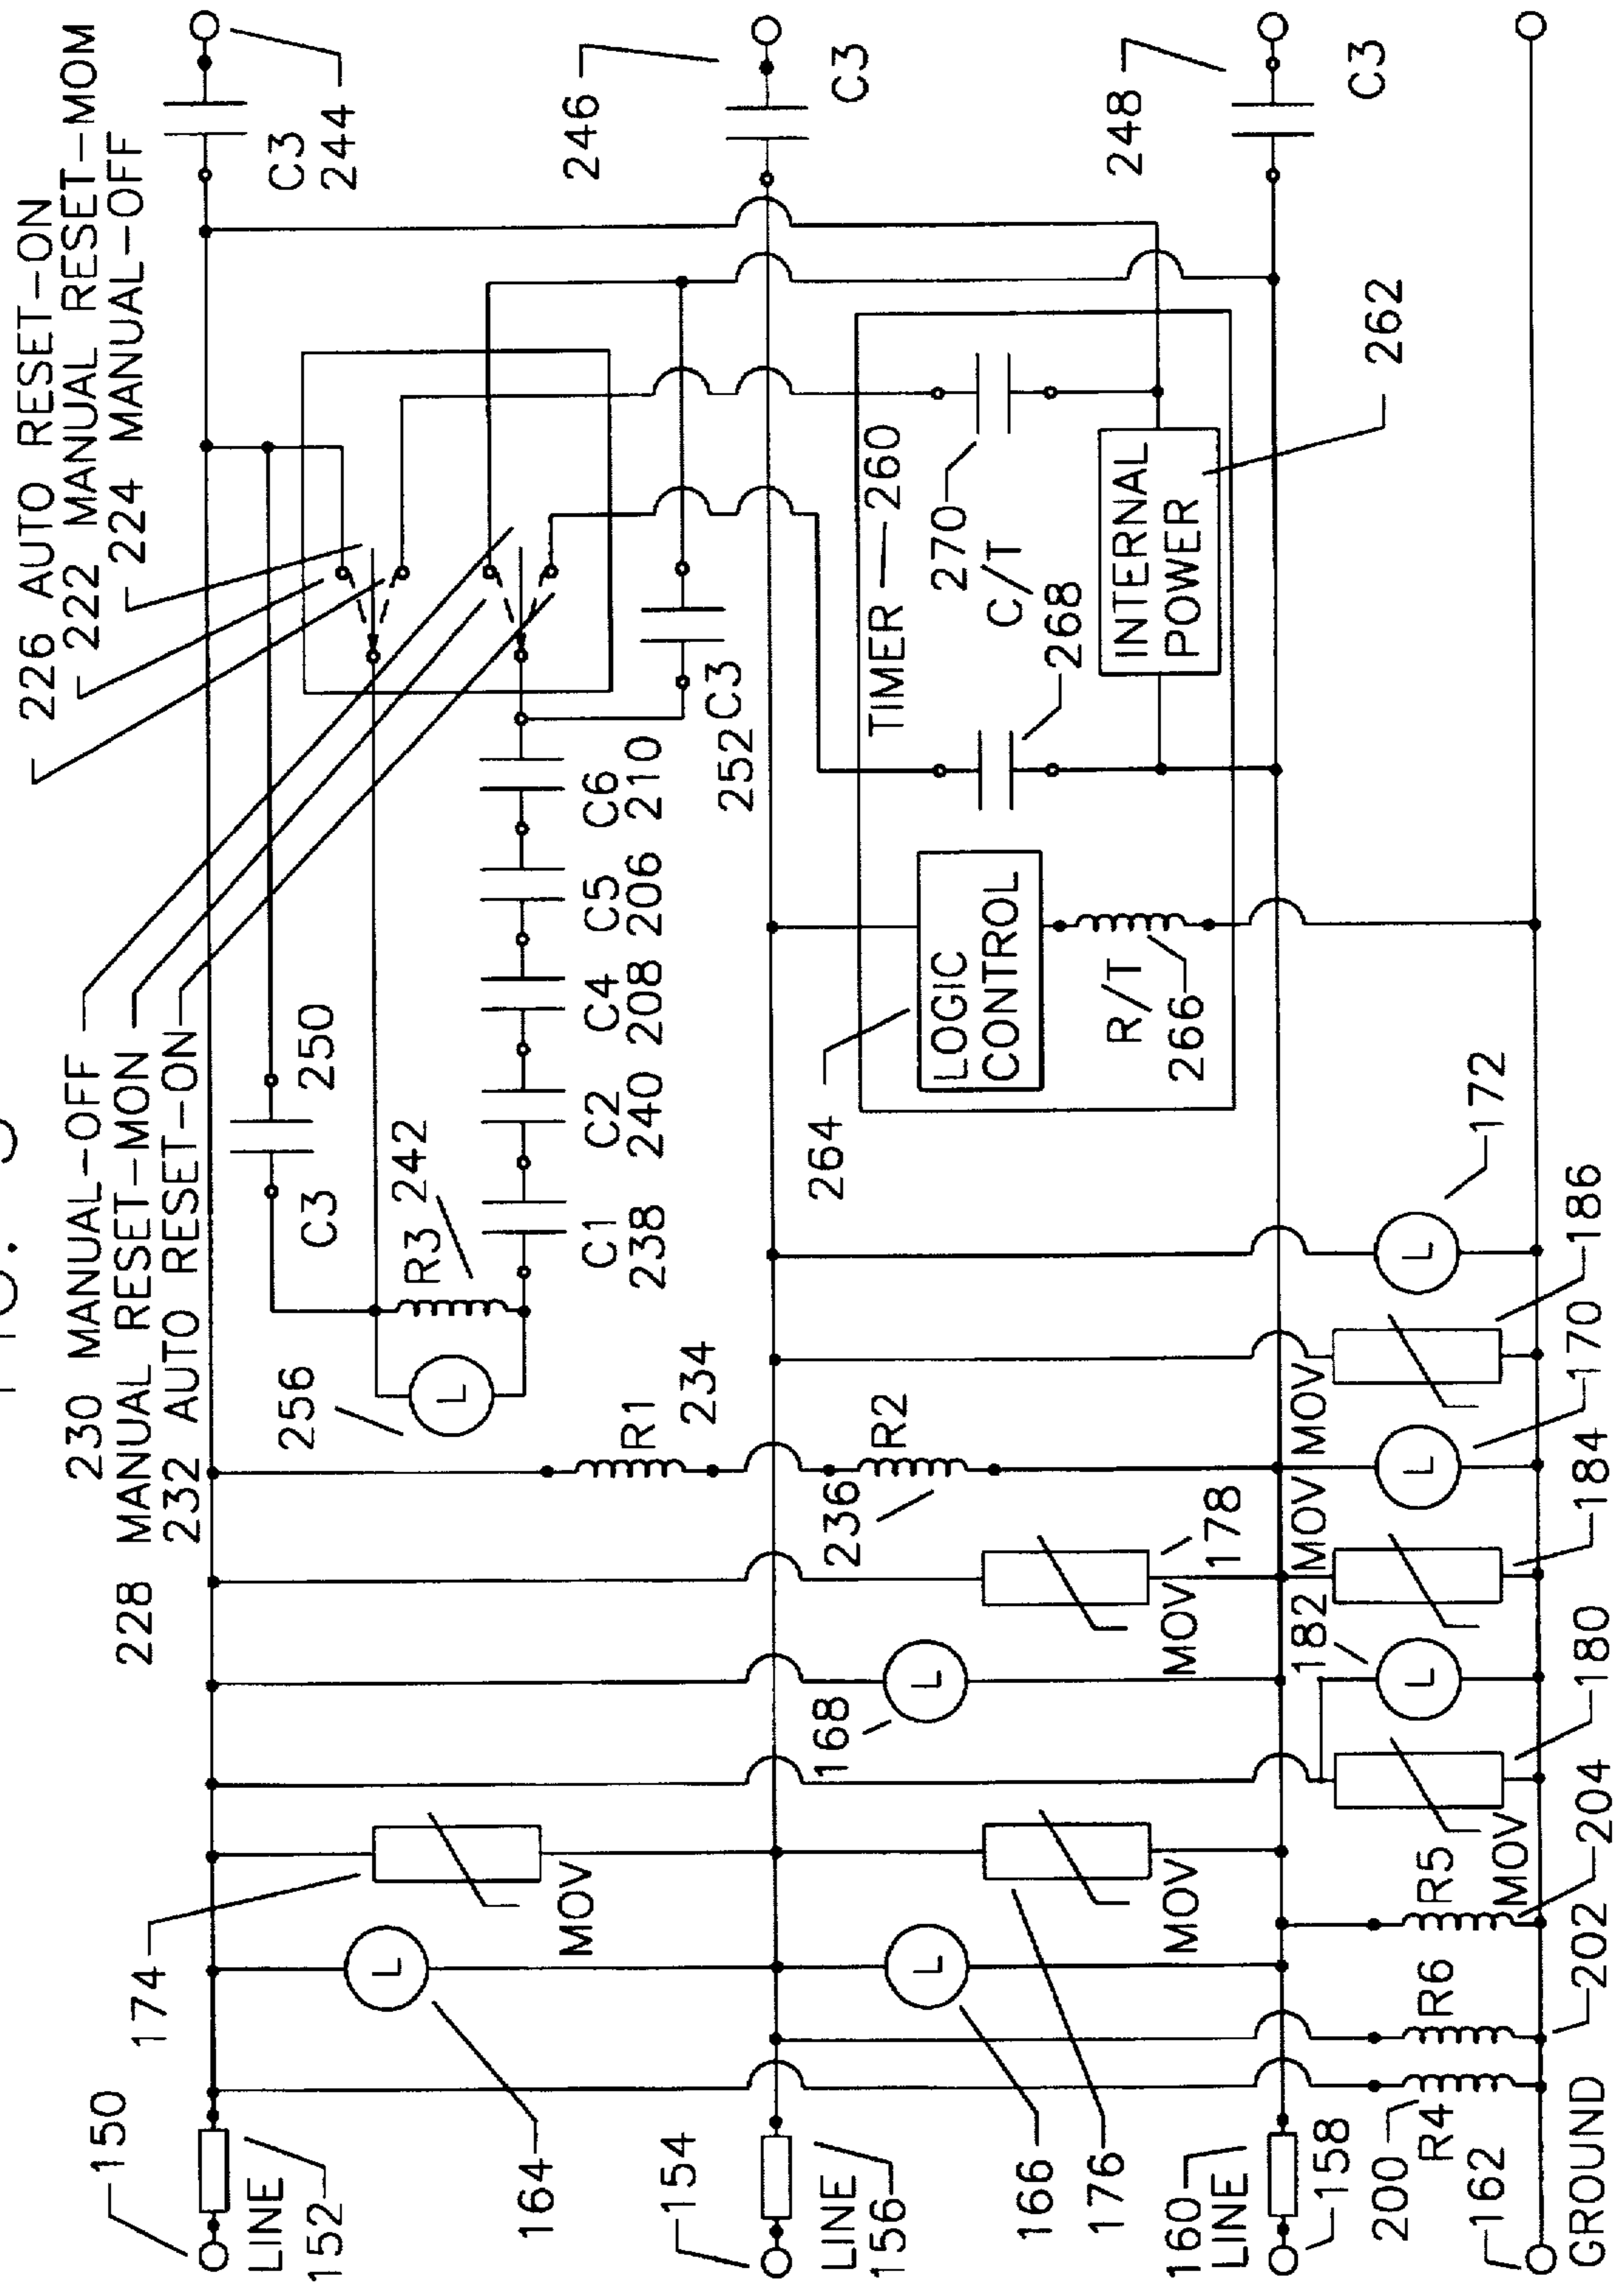 226 AUTO RESET-ON
222 MANUAL RESET-MOM
224 MANUAL-OFF
230 MANUAL-OFF
228 MANUAL RESET-MON
232 AUTO RESET-ON
150
LINE
152
174
164
MOV
256
L
L
R3
242
C3
250
C1
238
C2
240
C4
208
C5
206
C6
210
252
C3
C3
244
154
LINE
156
166
176
L
MOV
168
L
MOV
178
R1
234
236
R2
264
LOGIC
CONTROL
R/T
266
TIMER
260
268
270
C/T
INTERNAL
POWER
262
246
C3
160
LINE
158
248
C3
200
R4
R6
202
R5
204
MOV
180
182
L
MOV
184
MOV
L
170
MOV
186
L
172
162
GROUND